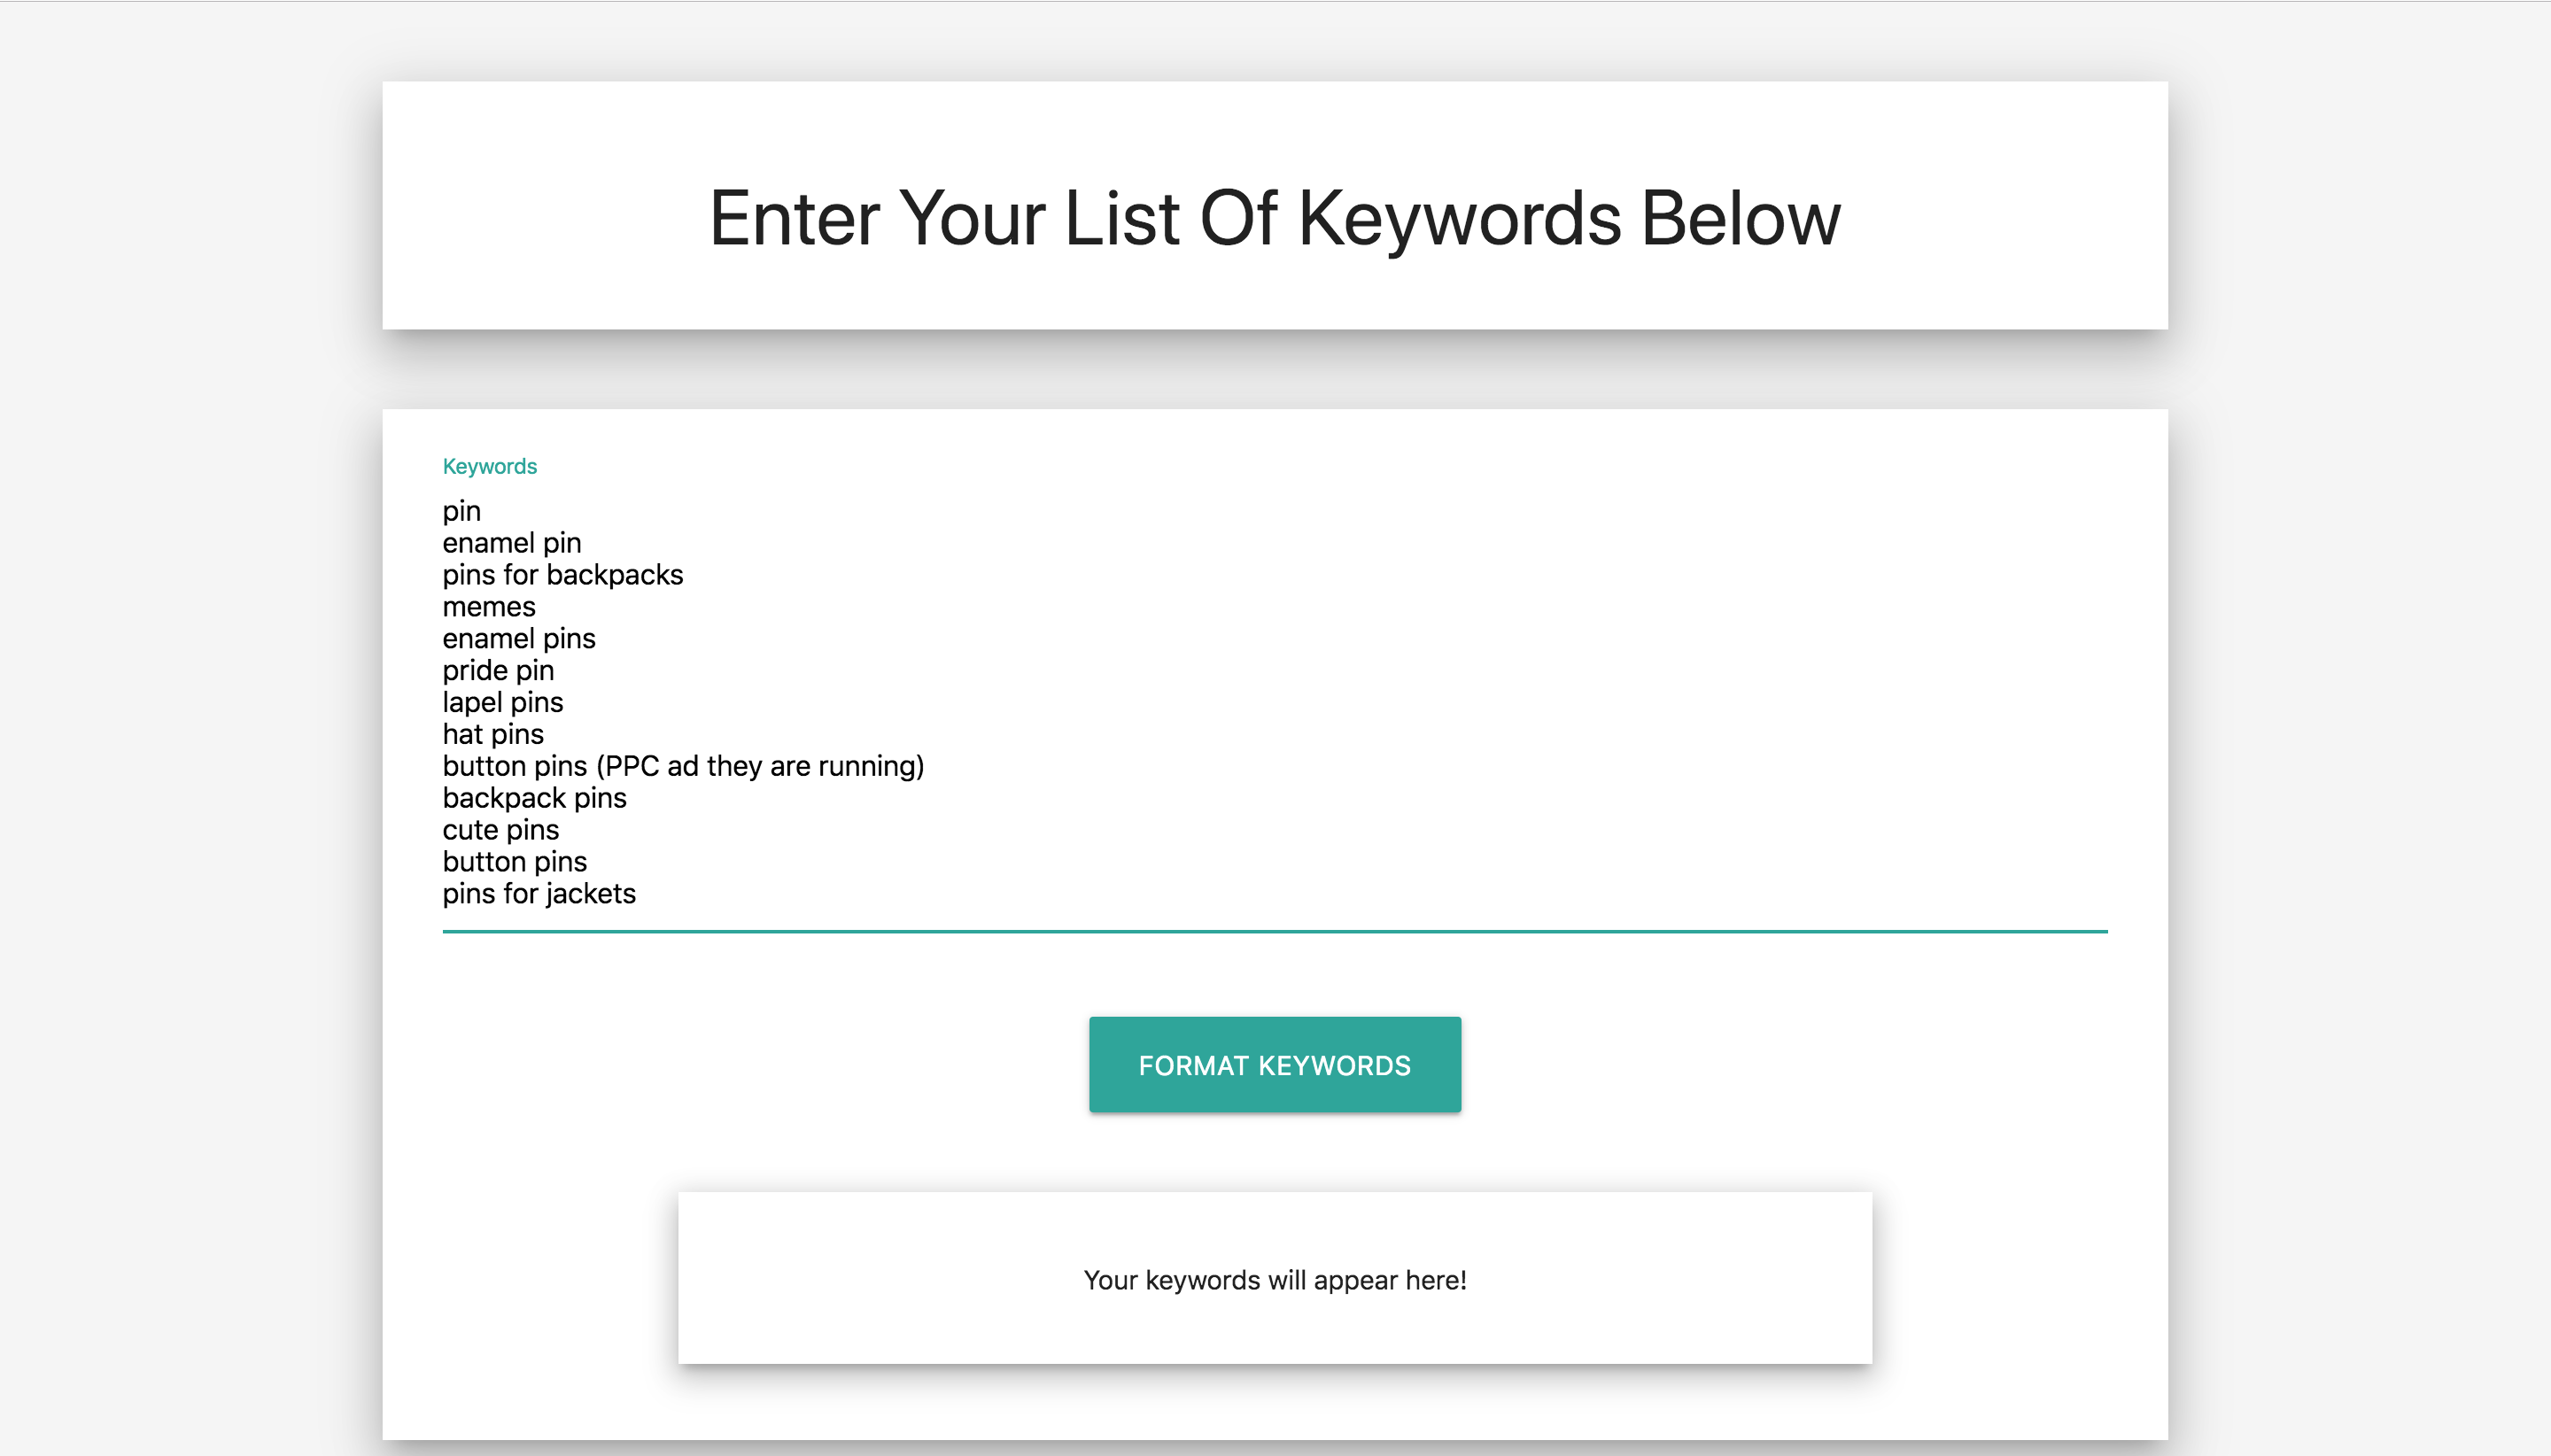 Enter Your List Of Keywords Below
Keywords
pin
enamel pin
pins for backpacks
memes
enamel pins
pride pin
lapel pins
hat pins
button pins (PPC ad they are running)
backpack pins
cute pins
button pins
pins for jackets
FORMAT KEYWORDS
Your keywords will appear here!